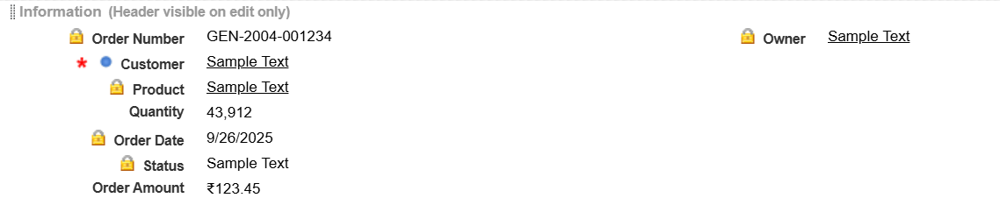 Information (Header visible on edit only)
Order Number GEN-2004-001234 Owner Sample Text
* Customer Sample Text
Product Sample Text
Quantity 43,912
Order Date 9/26/2025
Status Sample Text
Order Amount ₹123.45